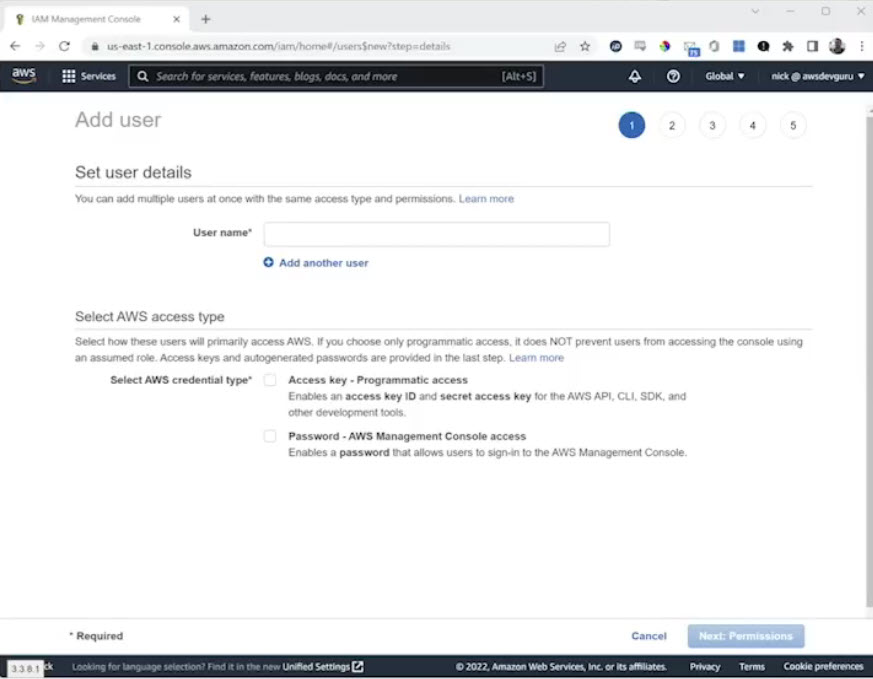 IAM Management Console
us-east-1.console.aws.amazon.com/iam/home#/users$new?step=details
aws Services Search for services, features, blogs, docs, and more [Alt+S] Global nick @ awsdevguru
Add user
1 2 3 4 5
Set user details
You can add multiple users at once with the same access type and permissions. Learn more
User name*
Add another user
Select AWS access type
Select how these users will primarily access AWS. If you choose only programmatic access, it does NOT prevent users from accessing the console using
an assumed role. Access keys and autogenerated passwords are provided in the last step. Learn more
Select AWS credential type* Access key - Programmatic access
Enables an access key ID and secret access key for the AWS API, CLI, SDK, and
other development tools.
Password - AWS Management Console access
Enables a password that allows users to sign-in to the AWS Management Console.
* Required Cancel Next: Permissions
3.3.8.1 ck Looking for language selection? Find it in the new Unified Settings © 2022, Amazon Web Services, Inc. or its affiliates. Privacy Terms Cookie preferences